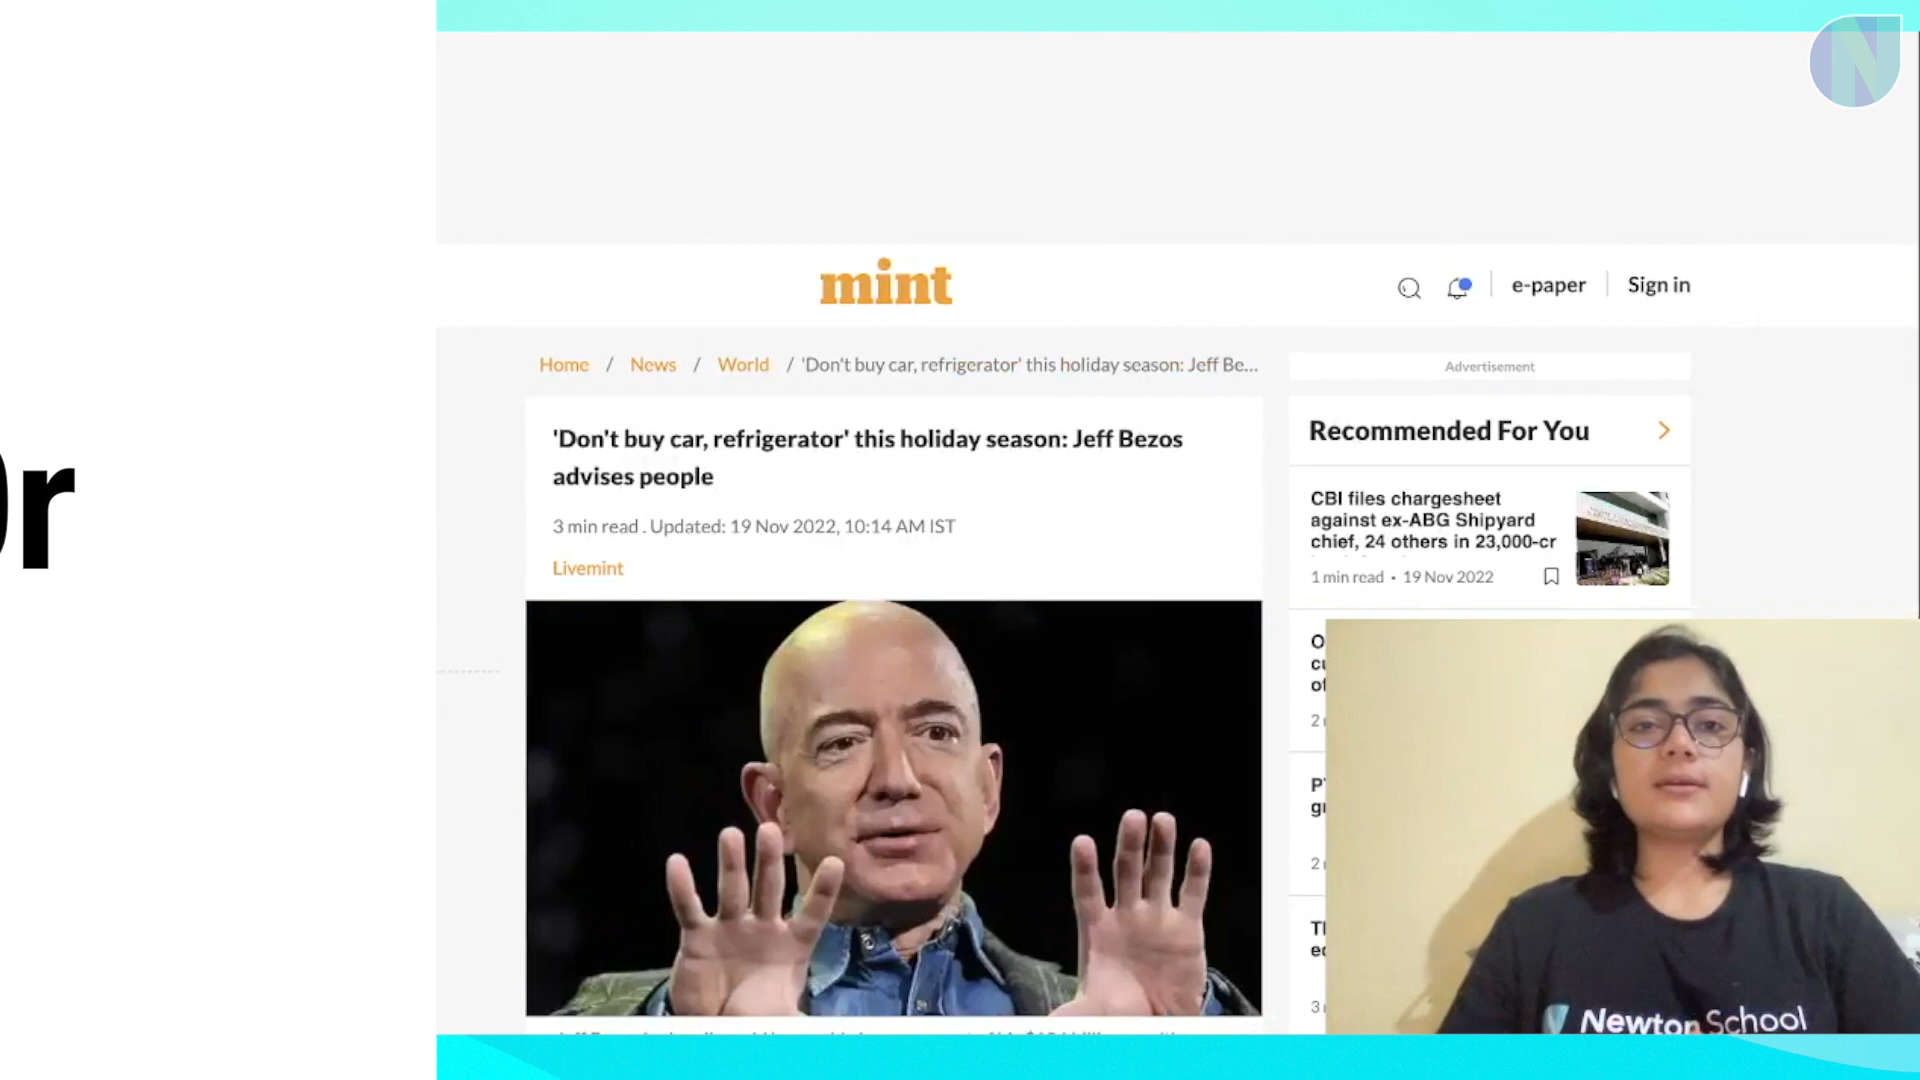 r
mint
e-paper
Sign in
Home / News / World / 'Don't buy car, refrigerator' this holiday season: Jeff Be...
Advertisement
'Don't buy car, refrigerator' this holiday season: Jeff Bezos
advises people
3 min read . Updated: 19 Nov 2022, 10:14 AM IST
Livemint
Recommended For You
CBI files chargesheet
against ex-ABG Shipyard
chief, 24 others in 23,000-cr
1 min read • 19 Nov 2022
Newton School
N